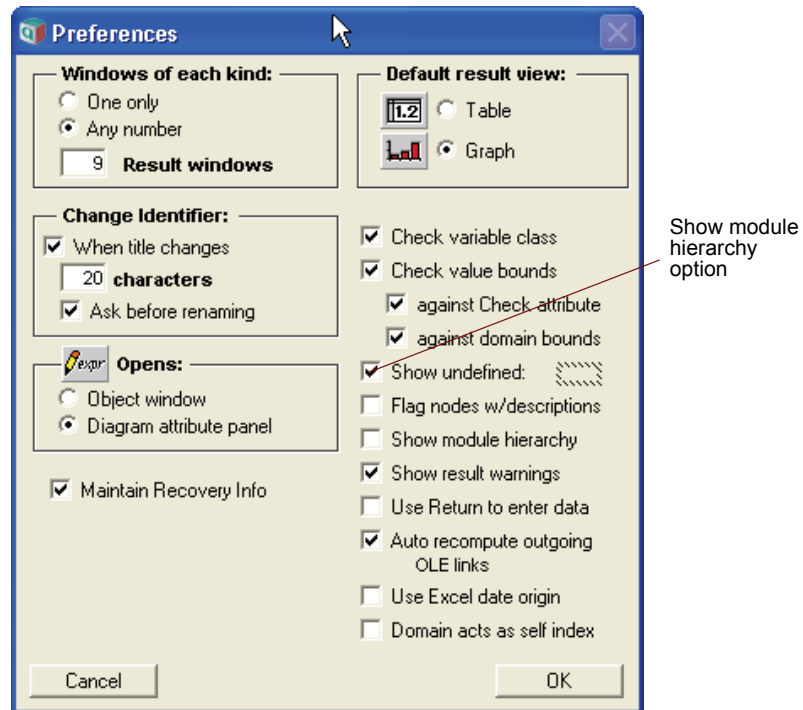 Preferences
Windows of each kind:
One only
Any number
9 Result windows
Default result view:
1.2 Table
Graph
Change Identifier:
When title changes
20 characters
Ask before renaming
expr Opens:
Object window
Diagram attribute panel
Maintain Recovery Info
Check variable class
Check value bounds
against Check attribute
against domain bounds
Show undefined:
Flag nodes w/descriptions
Show module hierarchy
Show result warnings
Use Return to enter data
Auto recompute outgoing
OLE links
Use Excel date origin
Domain acts as self index
Cancel
OK
Show module
hierarchy
option